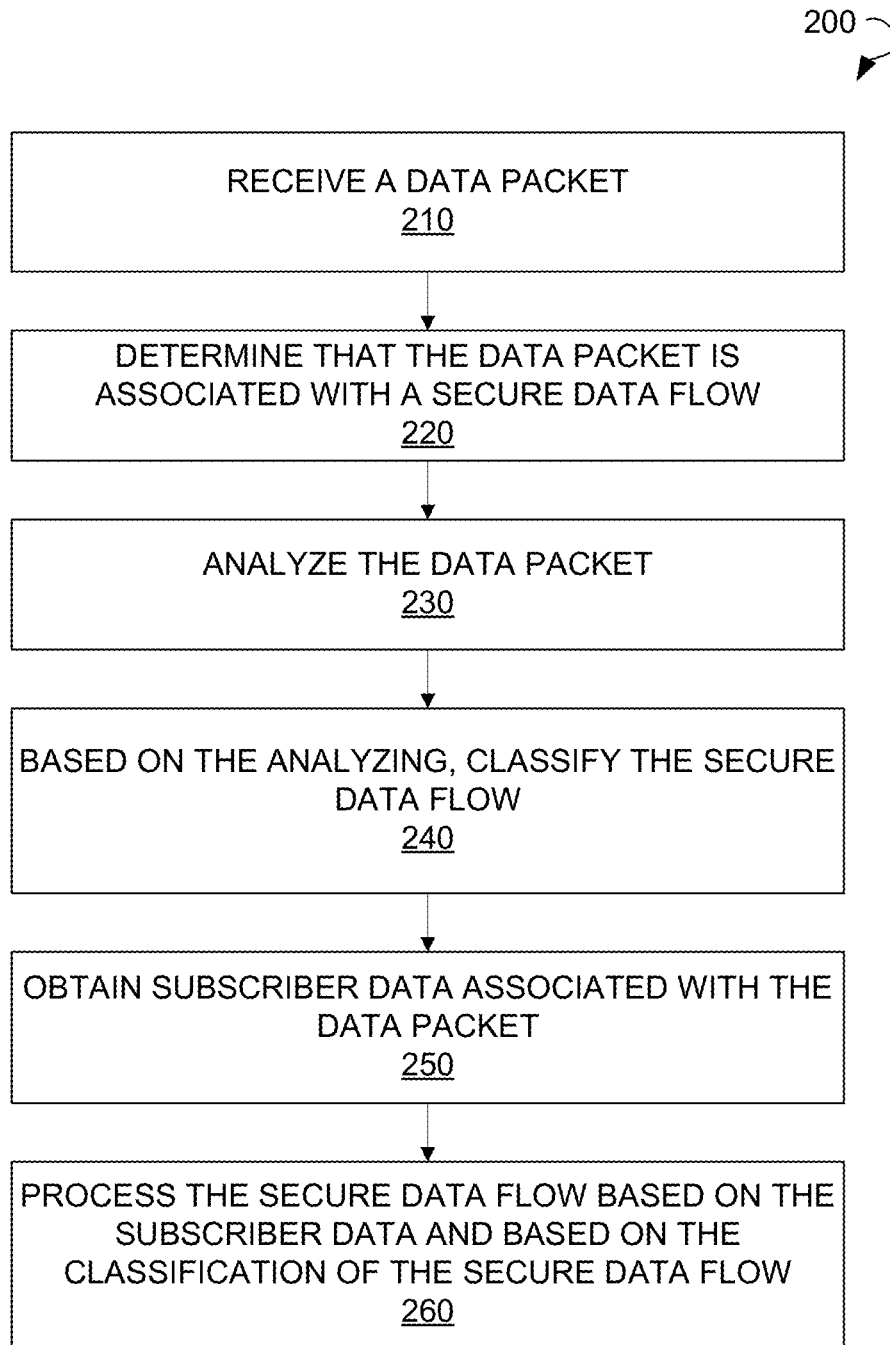 200
RECEIVE A DATA PACKET
210
DETERMINE THAT THE DATA PACKET IS
ASSOCIATED WITH A SECURE DATA FLOW
220
ANALYZE THE DATA PACKET
230
BASED ON THE ANALYZING, CLASSIFY THE SECURE
DATA FLOW
240
OBTAIN SUBSCRIBER DATA ASSOCIATED WITH THE
DATA PACKET
250
PROCESS THE SECURE DATA FLOW BASED ON THE
SUBSCRIBER DATA AND BASED ON THE
CLASSIFICATION OF THE SECURE DATA FLOW
260